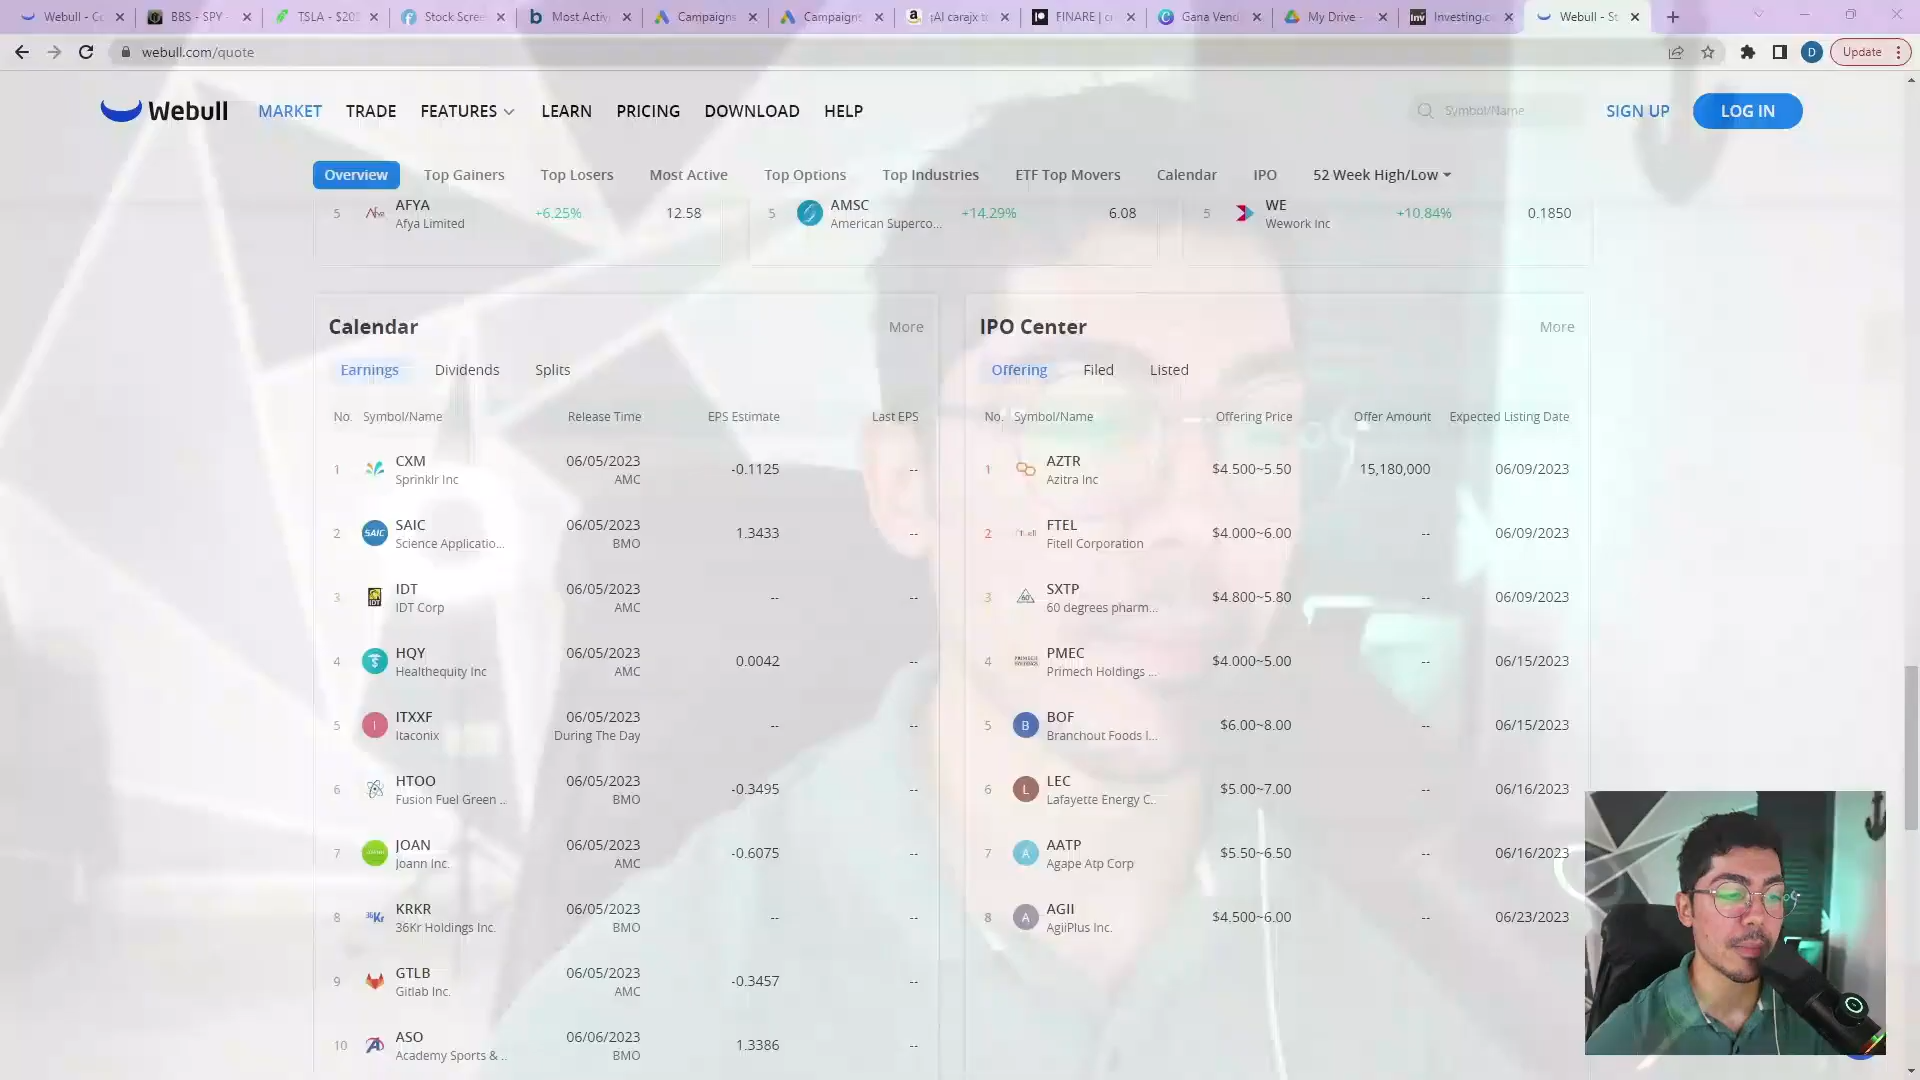 Webull - Co
BBS - SPY -
TSLA - $20
Stock Scree
Most Activ
Campaigns
Campaigns
¡Al carajx t
FINARE | cr
Gana Vend
My Drive -
Investing.c
Webull - St
webull.com/quote
D
Update
Webull
MARKET
TRADE
FEATURES
LEARN
PRICING
DOWNLOAD
HELP
Symbol/Name
SIGN UP
LOG IN
Overview
Top Gainers
Top Losers
Most Active
Top Options
Top Industries
ETF Top Movers
Calendar
IPO
52 Week High/Low
5 AFYA +6.25% 12.58
Afya Limited
5 AMSC +14.29% 6.08
American Superco...
5 WE +10.84% 0.1850
Wework Inc
Calendar
More
Earnings
Dividends
Splits
No. Symbol/Name Release Time EPS Estimate Last EPS
1 CXM 06/05/2023 -0.1125 --
Sprinklr Inc AMC
2 SAIC 06/05/2023 1.3433 --
Science Applicatio... BMO
3 IDT 06/05/2023 -- --
IDT Corp AMC
4 HQY 06/05/2023 0.0042 --
Healthequity Inc AMC
5 ITXXF 06/05/2023 -- --
Itaconix During The Day
6 HTOO 06/05/2023 -0.3495 --
Fusion Fuel Green .. BMO
7 JOAN 06/05/2023 -0.6075 --
Joann Inc. AMC
8 KRKR 06/05/2023 -- --
36Kr Holdings Inc. BMO
9 GTLB 06/05/2023 -0.3457 --
Gitlab Inc. AMC
10 ASO 06/06/2023 1.3386 --
Academy Sports & .. BMO
IPO Center
More
Offering
Filed
Listed
No. Symbol/Name Offering Price Offer Amount Expected Listing Date
1 AZTR $4.500~5.50 15,180,000 06/09/2023
Azitra Inc
2 FTEL $4.000~6.00 -- 06/09/2023
Fitell Corporation
3 SXTP $4.800~5.80 -- 06/09/2023
60 degrees pharm...
4 PMEC $4.000~5.00 -- 06/15/2023
Primech Holdings ...
5 BOF $6.00~8.00 -- 06/15/2023
Branchout Foods I...
6 LEC $5.00~7.00 -- 06/16/2023
Lafayette Energy C..
7 AATP $5.50~6.50 -- 06/16/2023
Agape Atp Corp
8 AGII $4.500~6.00 -- 06/23/2023
AgiiPlus Inc.